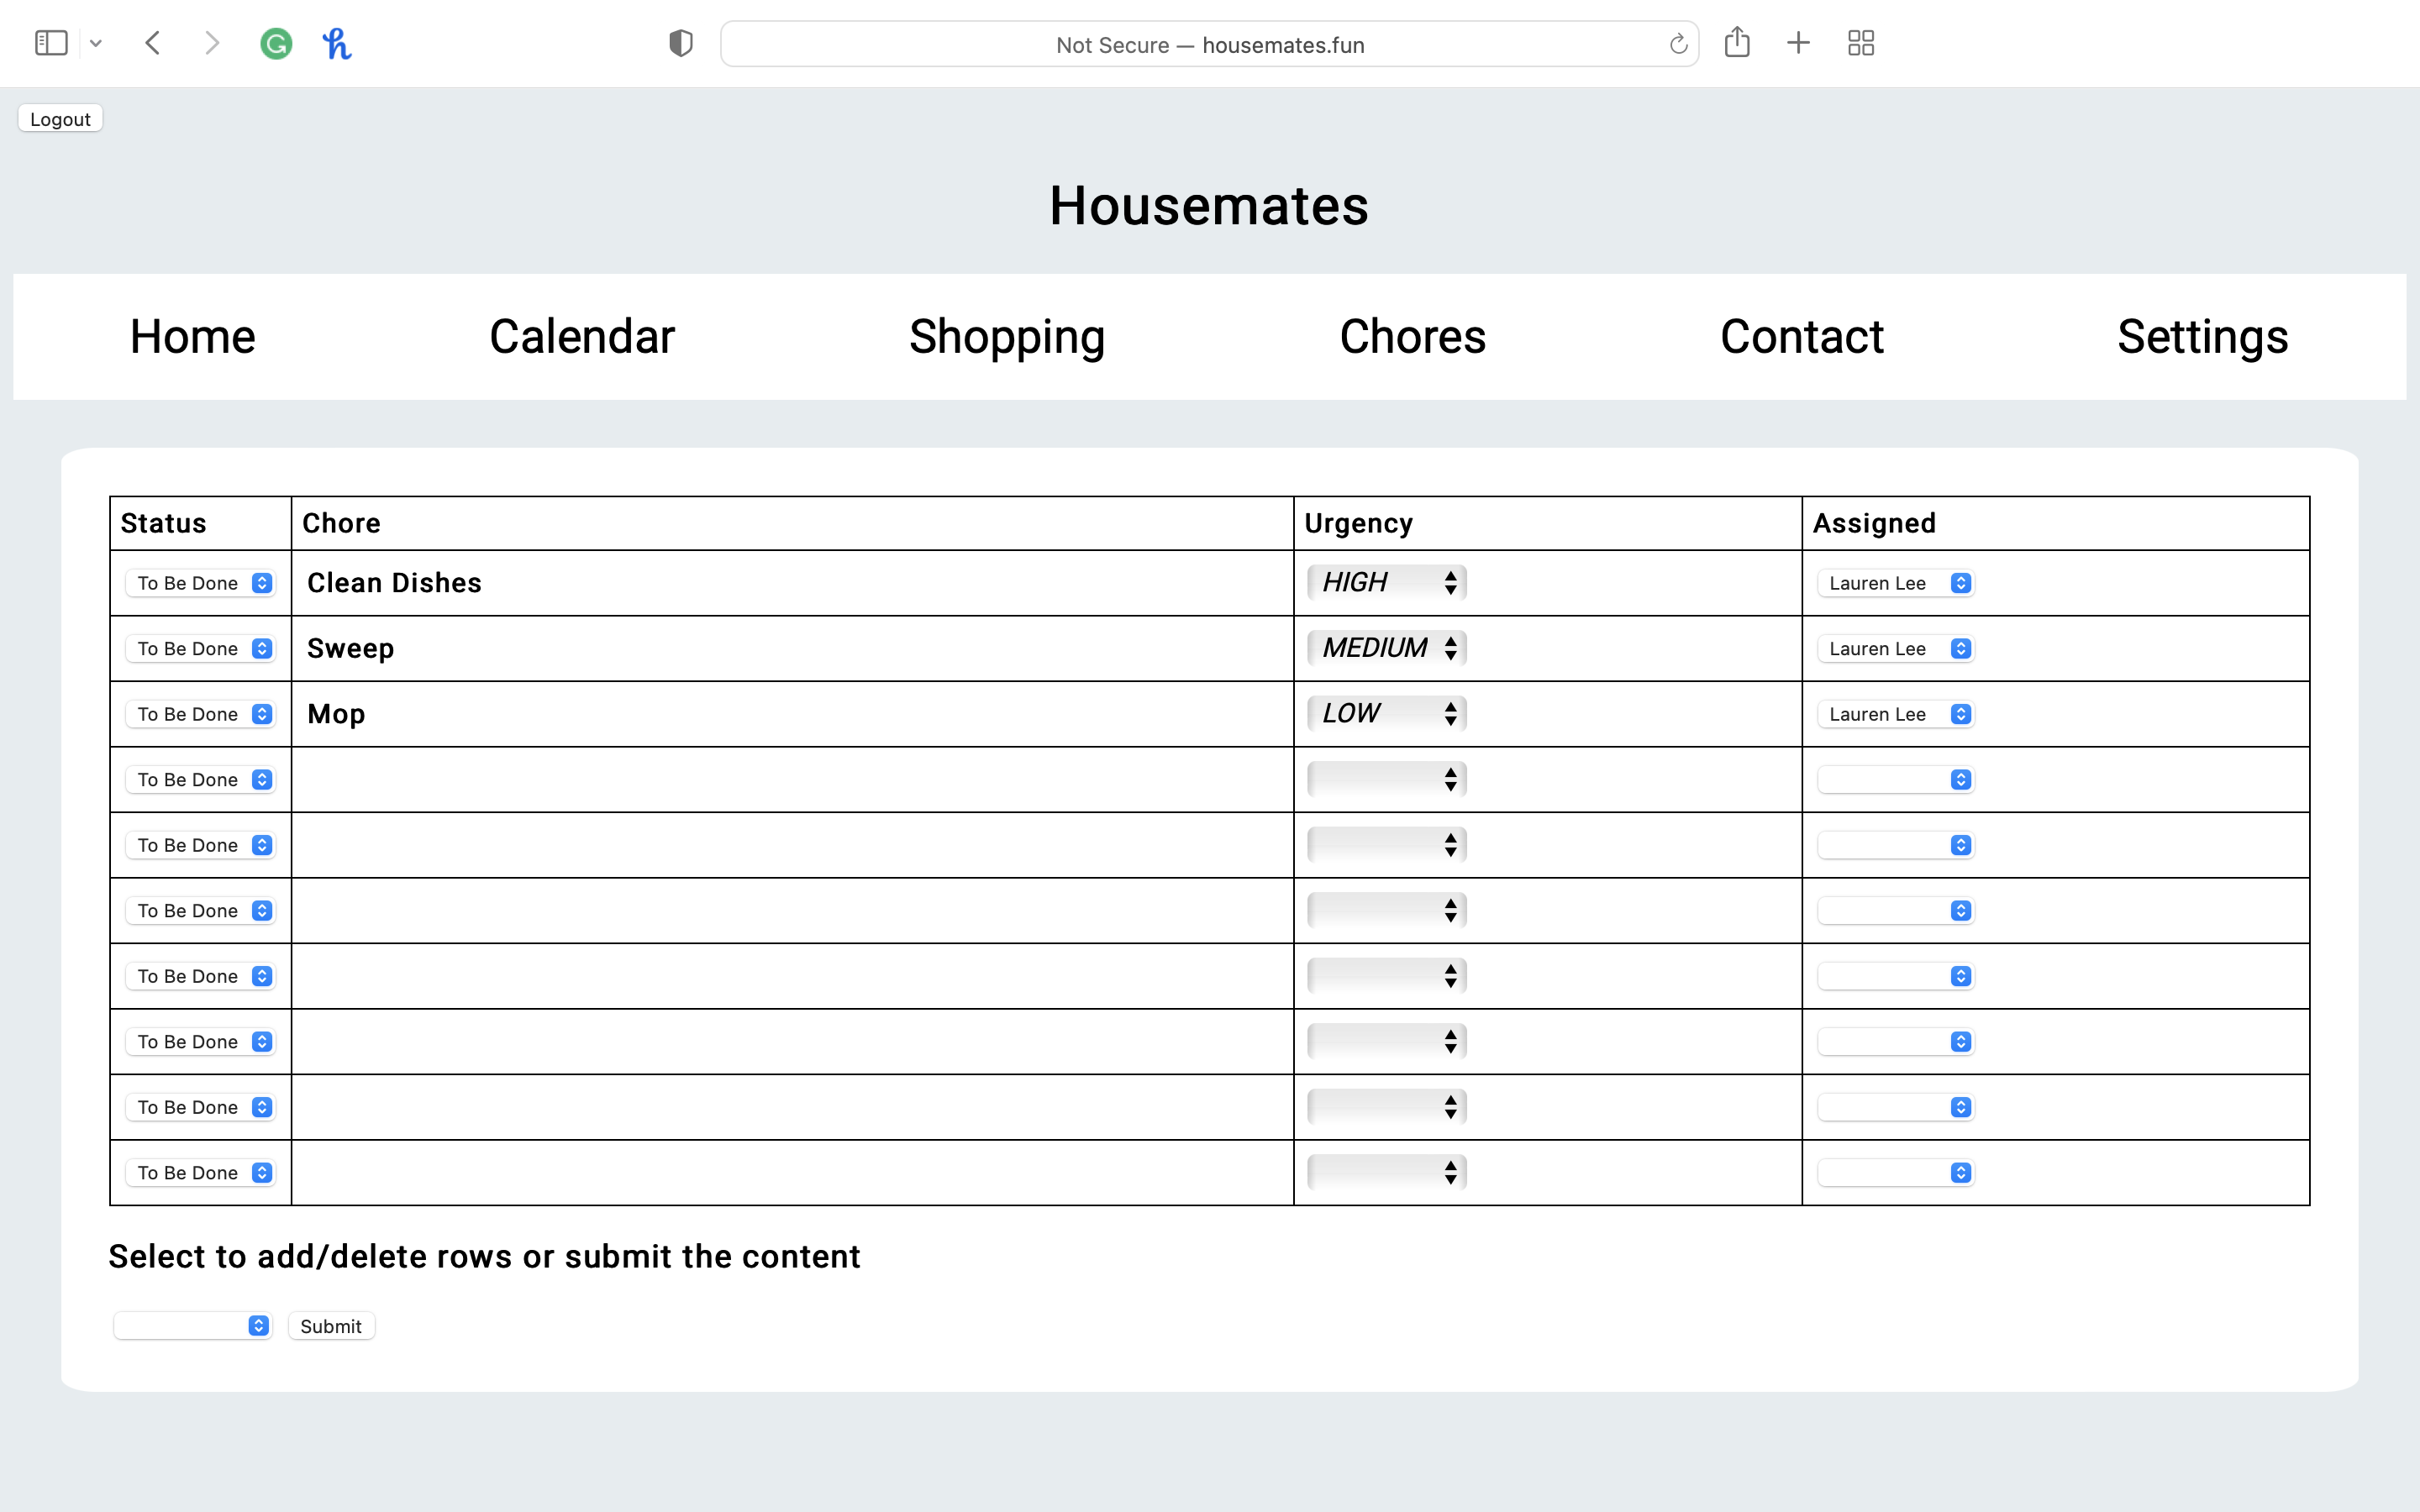 Not Secure — housemates.fun
Logout
Housemates
Home Calendar Shopping Chores Contact Settings
Status Chore Urgency Assigned
To Be Done Clean Dishes HIGH Lauren Lee
To Be Done Sweep MEDIUM Lauren Lee
To Be Done Mop LOW Lauren Lee
To Be Done
To Be Done
To Be Done
To Be Done
To Be Done
To Be Done
To Be Done
Select to add/delete rows or submit the content
Submit